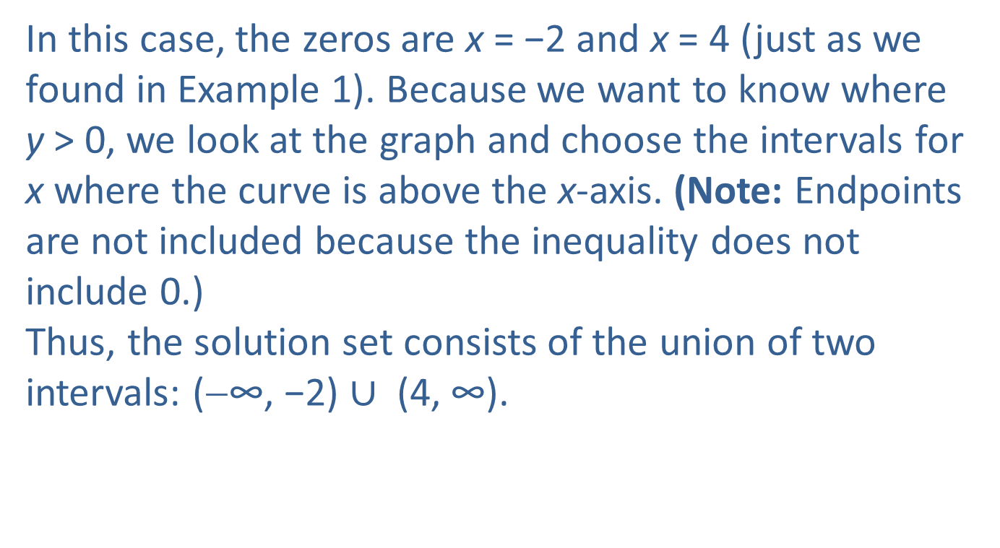 In this case, the zeros are x = −2 and x = 4 (just as we
found in Example 1). Because we want to know where
y > 0, we look at the graph and choose the intervals for
x where the curve is above the x-axis. (Note: Endpoints
are not included because the inequality does not
include 0.)
Thus, the solution set consists of the union of two
intervals: (−∞, −2) ∪ (4, ∞).